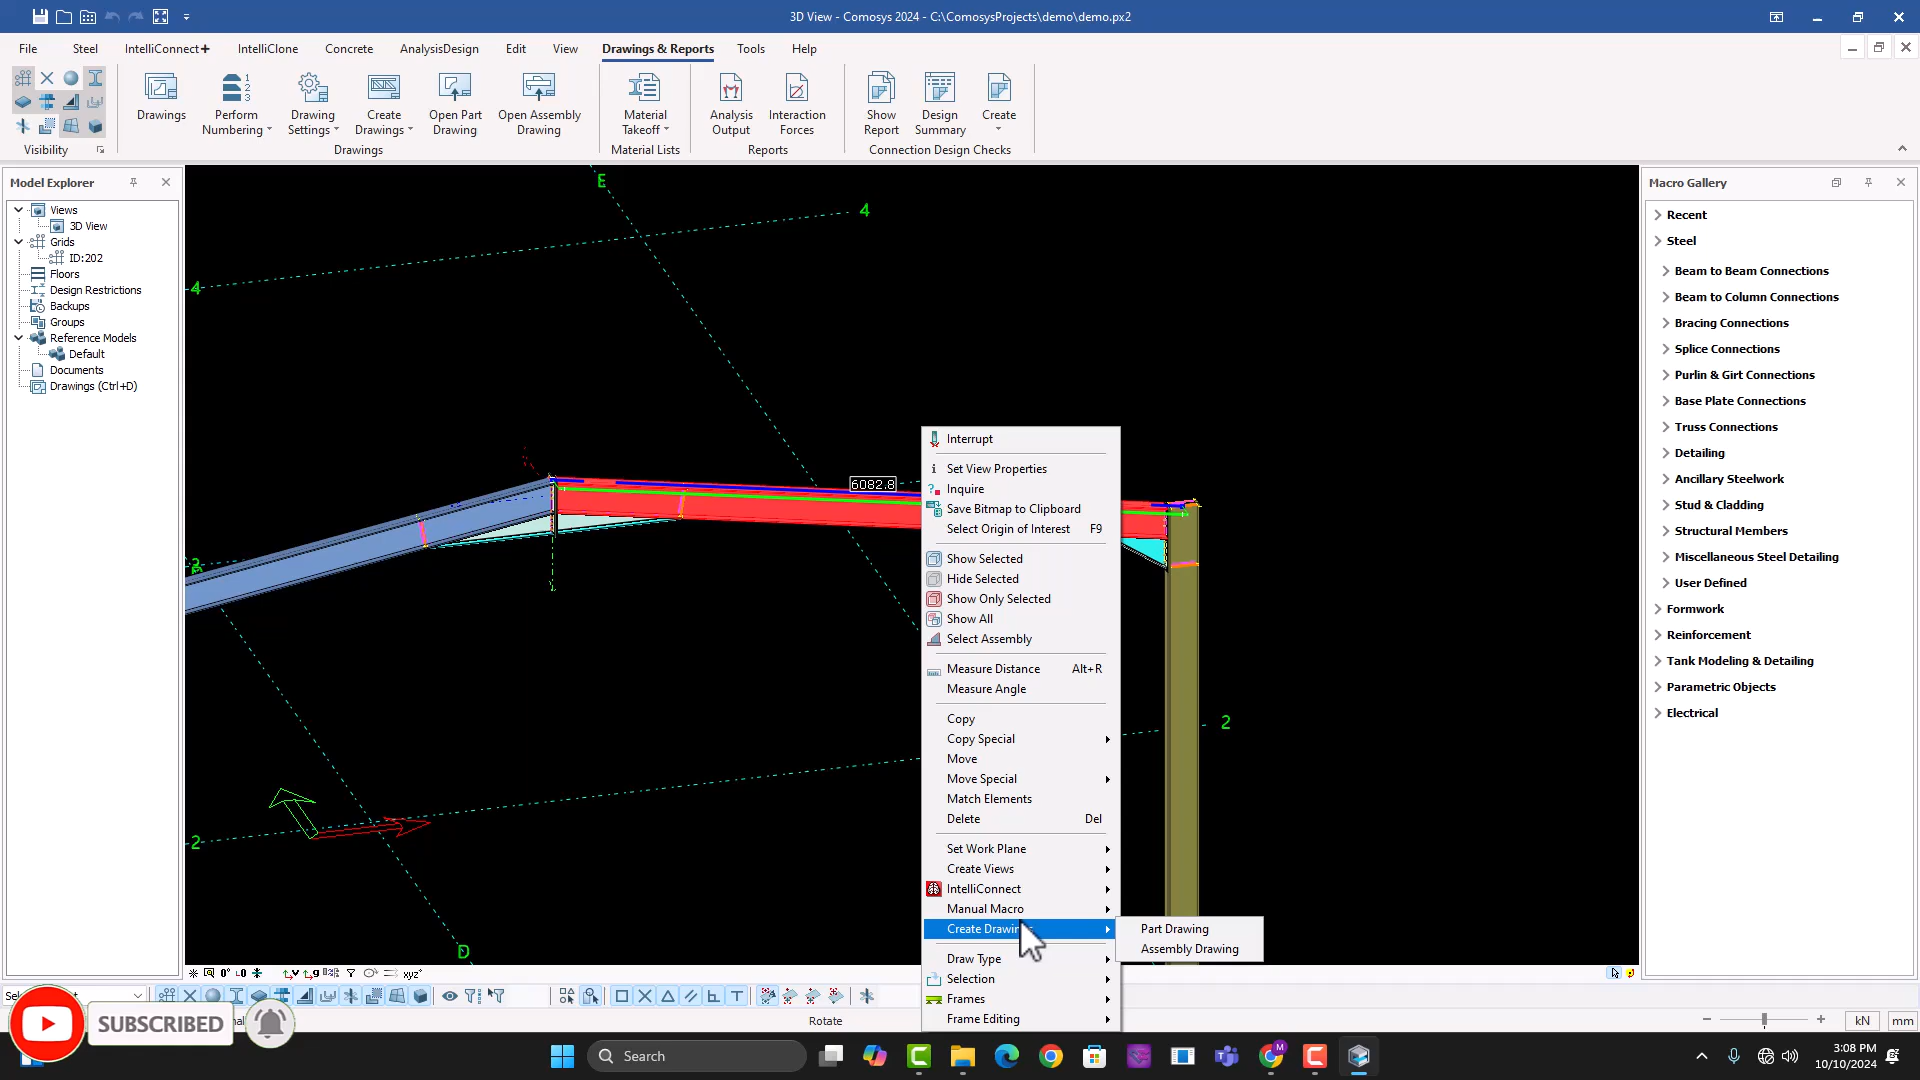 3D View - Comosys 2024 - C:\ComosysProjects\demo\demo.px2
File Steel IntelliConnect+ IntelliClone Concrete AnalysisDesign Edit View Drawings & Reports Tools Help
Drawings
Perform Numbering
Drawing Settings
Create Drawings
Open Part Drawing
Open Assembly Drawing
Material Takeoff
Analysis Output
Interaction Forces
Show Report
Design Summary
Create
Visibility
Drawings
Material Lists
Reports
Connection Design Checks
Model Explorer
Views
3D View
Grids
ID:202
Floors
Design Restrictions
Backups
Groups
Reference Models
Default
Documents
Drawings (Ctrl+D)
E
4
4
6082.8
2
2
D
Interrupt
Set View Properties
Inquire
Save Bitmap to Clipboard
Select Origin of Interest F9
Show Selected
Hide Selected
Show Only Selected
Show All
Select Assembly
Measure Distance Alt+R
Measure Angle
Copy
Copy Special
Move
Move Special
Match Elements
Delete Del
Set Work Plane
Create Views
IntelliConnect
Manual Macro
Create Drawin
Draw Type
Selection
Frames
Frame Editing
Part Drawing
Assembly Drawing
Macro Gallery
Recent
Steel
Beam to Beam Connections
Beam to Column Connections
Bracing Connections
Splice Connections
Purlin & Girt Connections
Base Plate Connections
Truss Connections
Detailing
Ancillary Steelwork
Stud & Cladding
Structural Members
Miscellaneous Steel Detailing
User Defined
Formwork
Reinforcement
Tank Modeling & Detailing
Parametric Objects
Electrical
SUBSCRIBED
Rotate
kN
mm
Search
3:08 PM
10/10/2024